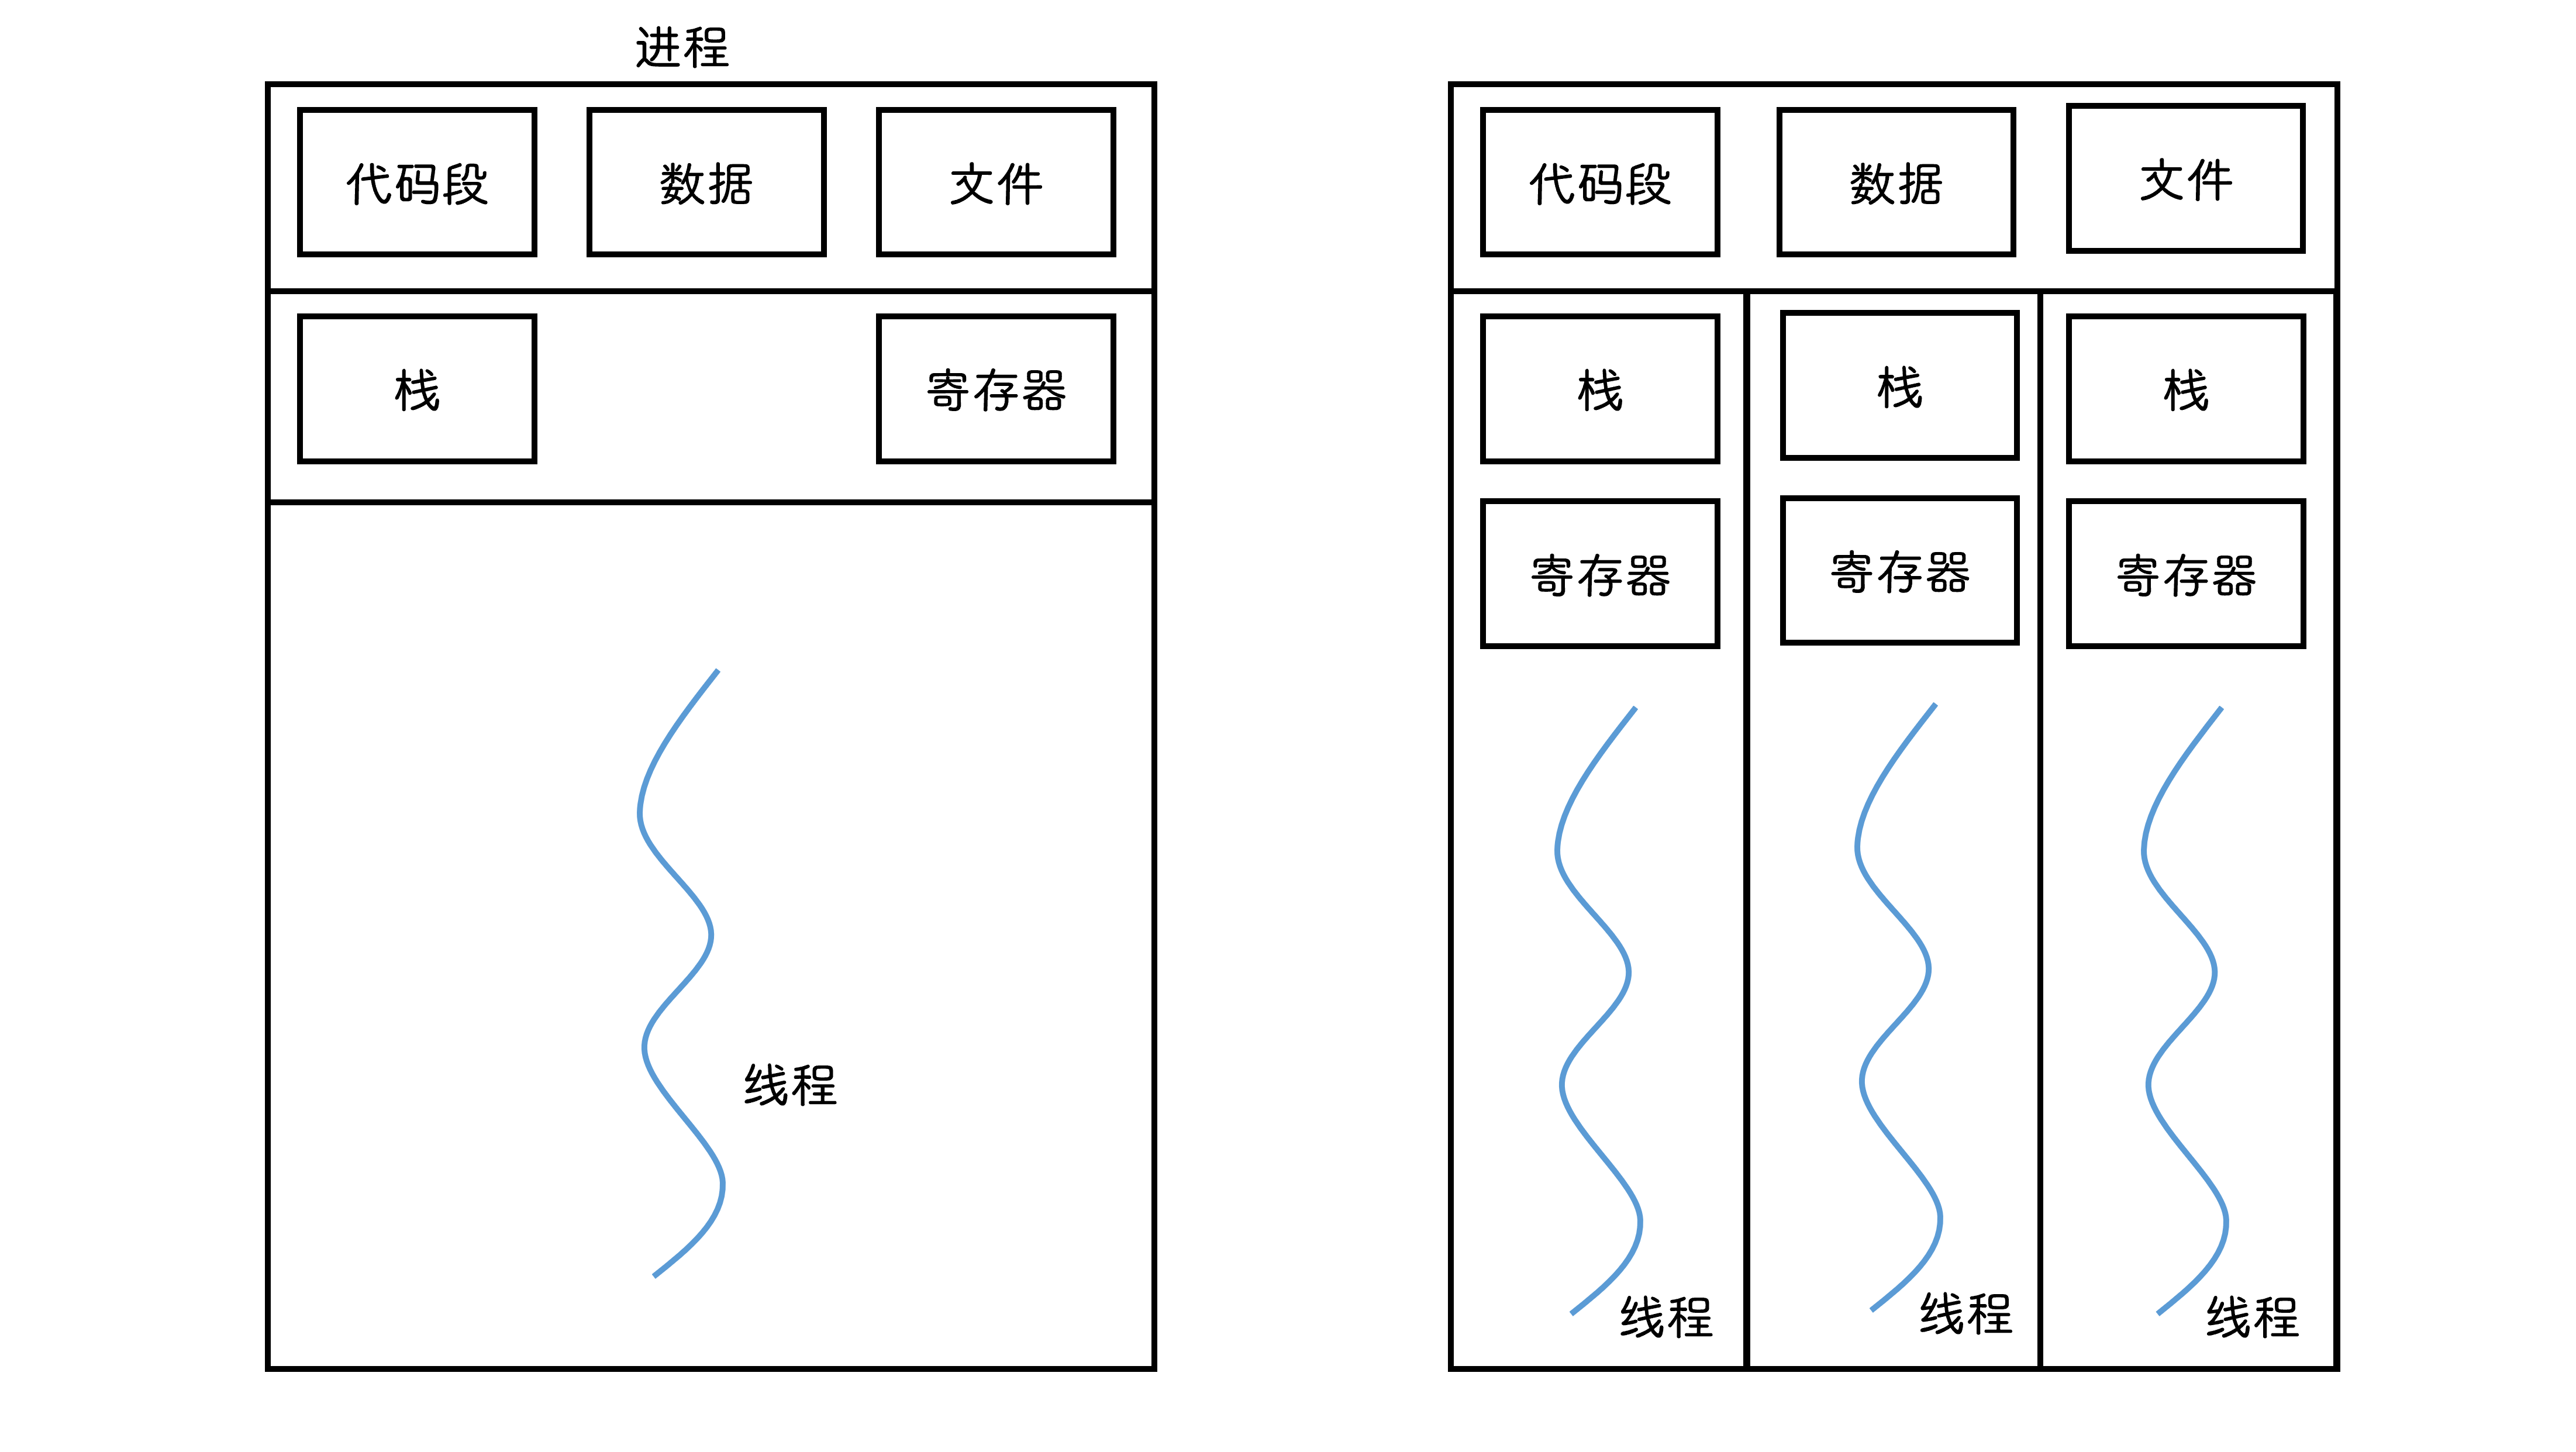 进程
代码段 数据 文件
栈 寄存器
线程
代码段 数据 文件
栈 栈 栈
寄存器 寄存器 寄存器
线程 线程 线程